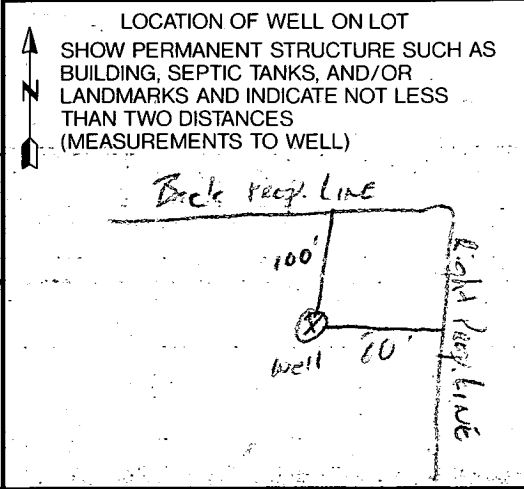 LOCATION OF WELL ON LOT
SHOW PERMANENT STRUCTURE SUCH AS
BUILDING, SEPTIC TANKS, AND/OR
N
LANDMARKS AND INDICATE NOT LESS
THAN TWO DISTANCES
(MEASUREMENTS TO WELL)
Back Prop. LINE
100'
Right Prop. LINE
60'
well